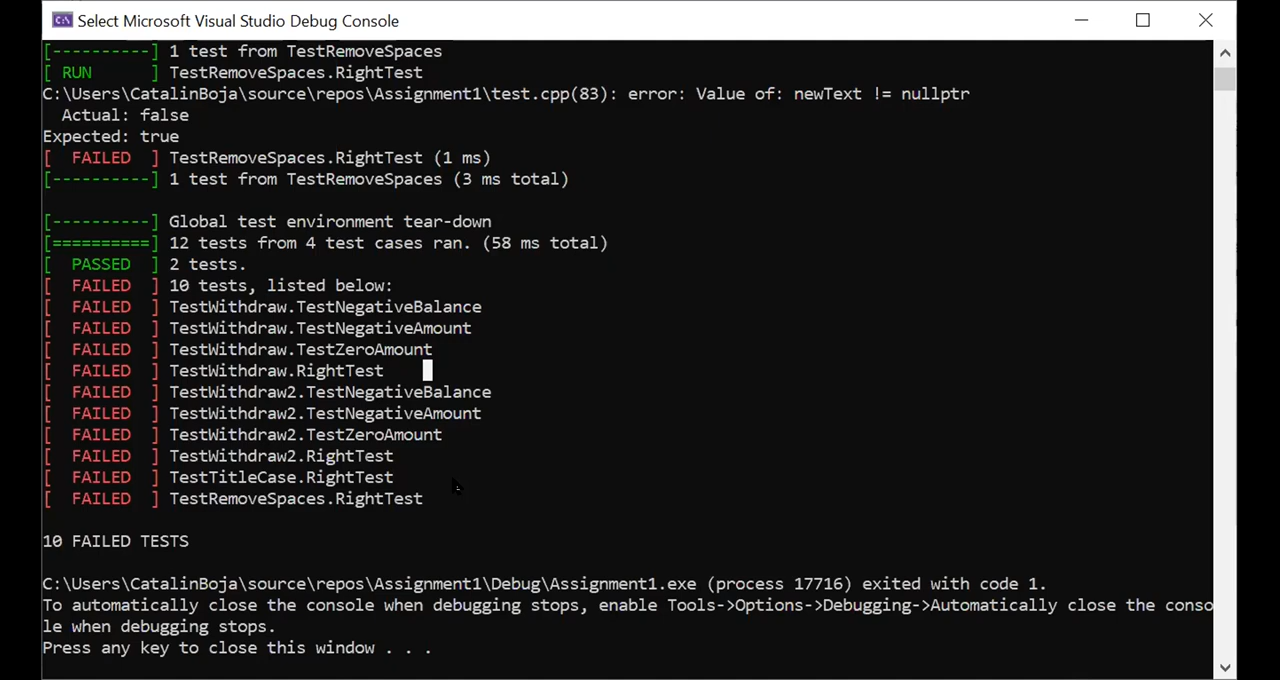 Select Microsoft Visual Studio Debug Console
[----------] 1 test from TestRemoveSpaces
[ RUN      ] TestRemoveSpaces.RightTest
C:\Users\CatalinBoja\source\repos\Assignment1\test.cpp(83): error: Value of: newText != nullptr
  Actual: false
Expected: true
[  FAILED  ] TestRemoveSpaces.RightTest (1 ms)
[----------] 1 test from TestRemoveSpaces (3 ms total)
[----------] Global test environment tear-down
[==========] 12 tests from 4 test cases ran. (58 ms total)
[  PASSED  ] 2 tests.
[  FAILED  ] 10 tests, listed below:
[  FAILED  ] TestWithdraw.TestNegativeBalance
[  FAILED  ] TestWithdraw.TestNegativeAmount
[  FAILED  ] TestWithdraw.TestZeroAmount
[  FAILED  ] TestWithdraw.RightTest
[  FAILED  ] TestWithdraw2.TestNegativeBalance
[  FAILED  ] TestWithdraw2.TestNegativeAmount
[  FAILED  ] TestWithdraw2.TestZeroAmount
[  FAILED  ] TestWithdraw2.RightTest
[  FAILED  ] TestTitleCase.RightTest
[  FAILED  ] TestRemoveSpaces.RightTest
10 FAILED TESTS
C:\Users\CatalinBoja\source\repos\Assignment1\Debug\Assignment1.exe (process 17716) exited with code 1.
To automatically close the console when debugging stops, enable Tools->Options->Debugging->Automatically close the conso
le when debugging stops.
Press any key to close this window . . .